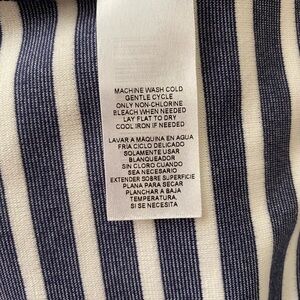 MACHINE WASH COLD
GENTLE CYCLE
ONLY NON-CHLORINE
BLEACH WHEN NEEDED
LAY FLAT TO DRY
COOL IRON IF NEEDED
LAVAR A MAQUINA EN AGUA
FRIA CICLO DELICADO
SOLAMENTE USAR
BLANQUEADOR
SIN CLORO CUANDO
SEA NECESARIO
EXTENDER SOBRE SUPERFICIE
PLANA PARA SECAR
PLANCHAR A BAJA
TEMPERATURA,
SI SE NECESITA